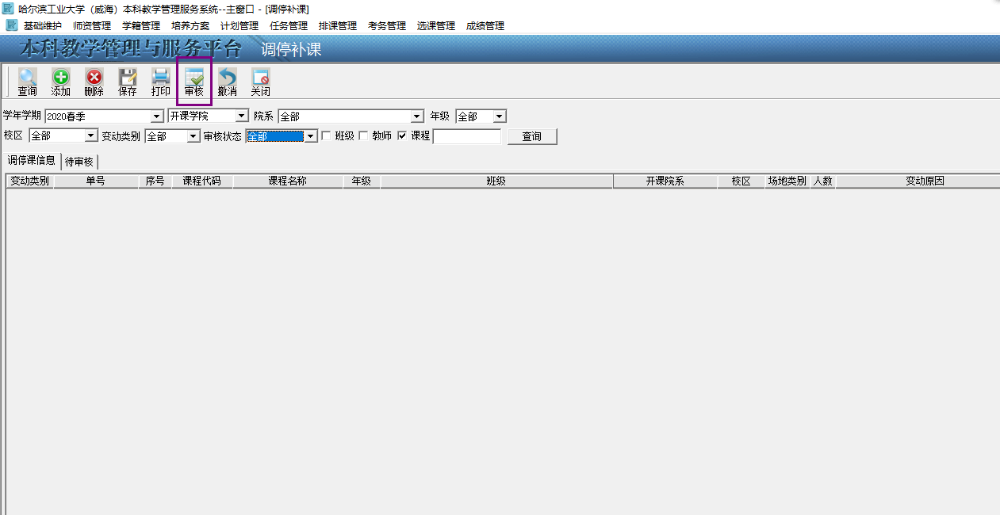 哈尔滨工业大学（威海）本科教学管理服务系统--主窗口 - [调停补课]
基础维护 师资管理 学籍管理 培养方案 计划管理 任务管理 排课管理 考务管理 选课管理 成绩管理
本科教学管理与服务平台 调停补课
查询 添加 删除 保存 打印 审核 撤消 关闭
学年学期 2020春季 开课学院 院系 全部 年级 全部
校区 全部 变动类别 全部 审核状态 全部 班级 教师 课程 查询
调停课信息 待审核
变动类别 单号 序号 课程代码 课程名称 年级 班级 开课院系 校区 场地类别 人数 变动原因